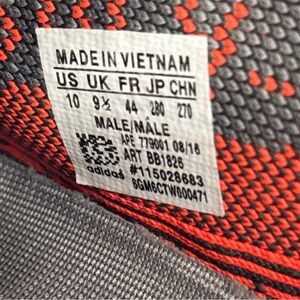 MADE IN VIETNAM
US UK FR JP CHN
10 9½ 44 280 270
MALE/MÂLE
APE 779001 08/16
ART BB1826
adidas #115028683
6GM6CTW000471